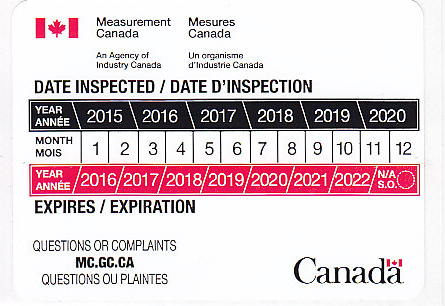 Measurement Canada
Mesures Canada
An Agency of Industry Canada
Un organisme d'Industrie Canada
DATE INSPECTED / DATE D'INSPECTION
YEAR ANNÉE 2015 2016 2017 2018 2019 2020
MONTH MOIS 1 2 3 4 5 6 7 8 9 10 11 12
YEAR ANNÉE 2016 2017 2018 2019 2020 2021 2022 N/A S.O.
EXPIRES / EXPIRATION
QUESTIONS OR COMPLAINTS
MC.GC.CA
QUESTIONS OU PLAINTES
Canada